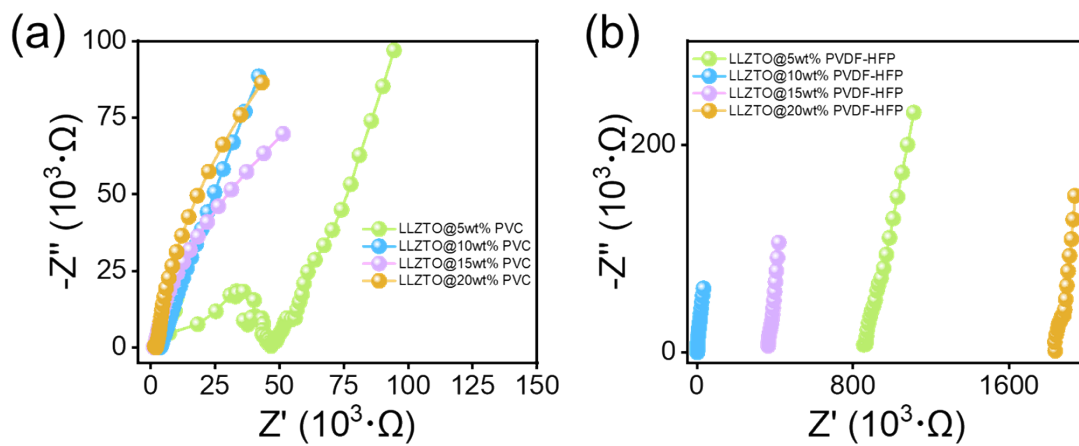 (a)
100
75
50
25
0
-Z'' (10³·Ω)
LLZTO@5wt% PVC
LLZTO@10wt% PVC
LLZTO@15wt% PVC
LLZTO@20wt% PVC
0 25 50 75 100 125 150
Z' (10³·Ω)
(b)
LLZTO@5wt% PVDF-HFP
LLZTO@10wt% PVDF-HFP
LLZTO@15wt% PVDF-HFP
LLZTO@20wt% PVDF-HFP
200
0
-Z'' (10³·Ω)
0 800 1600
Z' (10³·Ω)